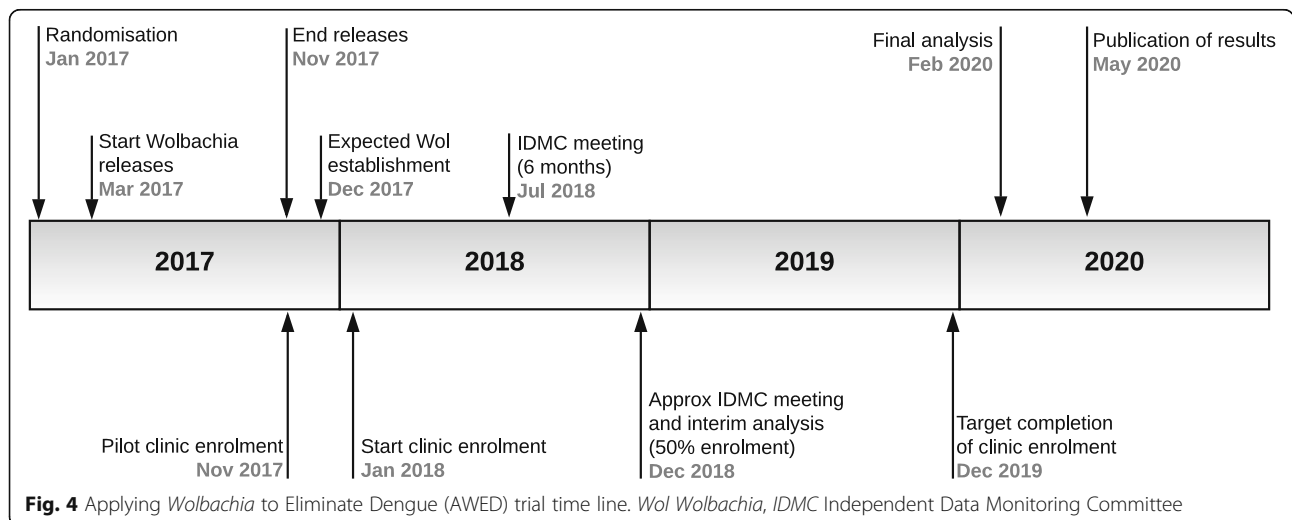 Randomisation
Jan 2017
End releases
Nov 2017
Final analysis
Feb 2020
Publication of results
May 2020
Start Wolbachia
releases
Mar 2017
Expected Wol
establishment
Dec 2017
IDMC meeting
(6 months)
Jul 2018
2017
2018
2019
2020
Pilot clinic enrolment
Nov 2017
Start clinic enrolment
Jan 2018
Approx IDMC meeting
and interim analysis
(50% enrolment)
Dec 2018
Target completion
of clinic enrolment
Dec 2019
Fig. 4 Applying Wolbachia to Eliminate Dengue (AWED) trial time line. Wol Wolbachia, IDMC Independent Data Monitoring Committee